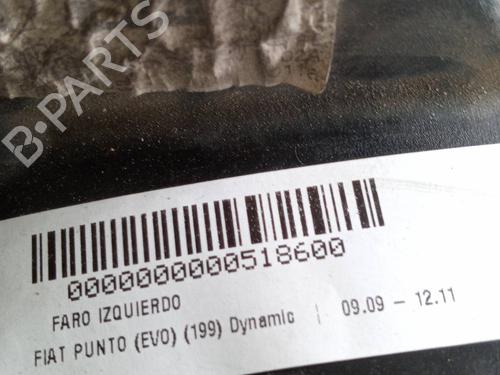 B-PARTS
0000000000518600
FARO IZQUIERDO
FIAT PUNTO (EVO) (199) Dynamic | 09.09 – 12.11